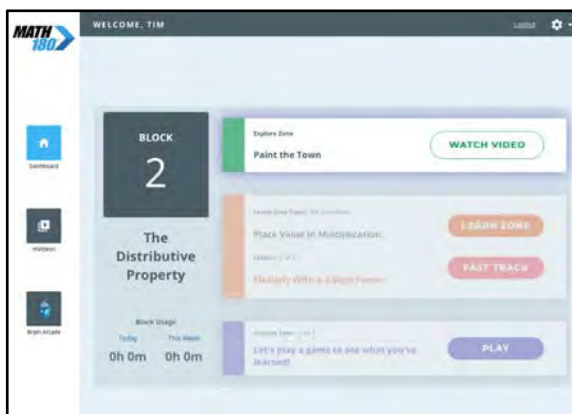 MATH
180
WELCOME, TIM
Logout
Dashboard
Brain Arcade
BLOCK
2
The
Distributive
Property
Block Usage
Today This Week
0h 0m 0h 0m
Explore Zone
Paint the Town
WATCH VIDEO
Place Value in Multiplication
LEARN ZONE
Multiply With a 2-Digit Factor
FAST TRACK
Let's play a game to see what you've
learned!
PLAY